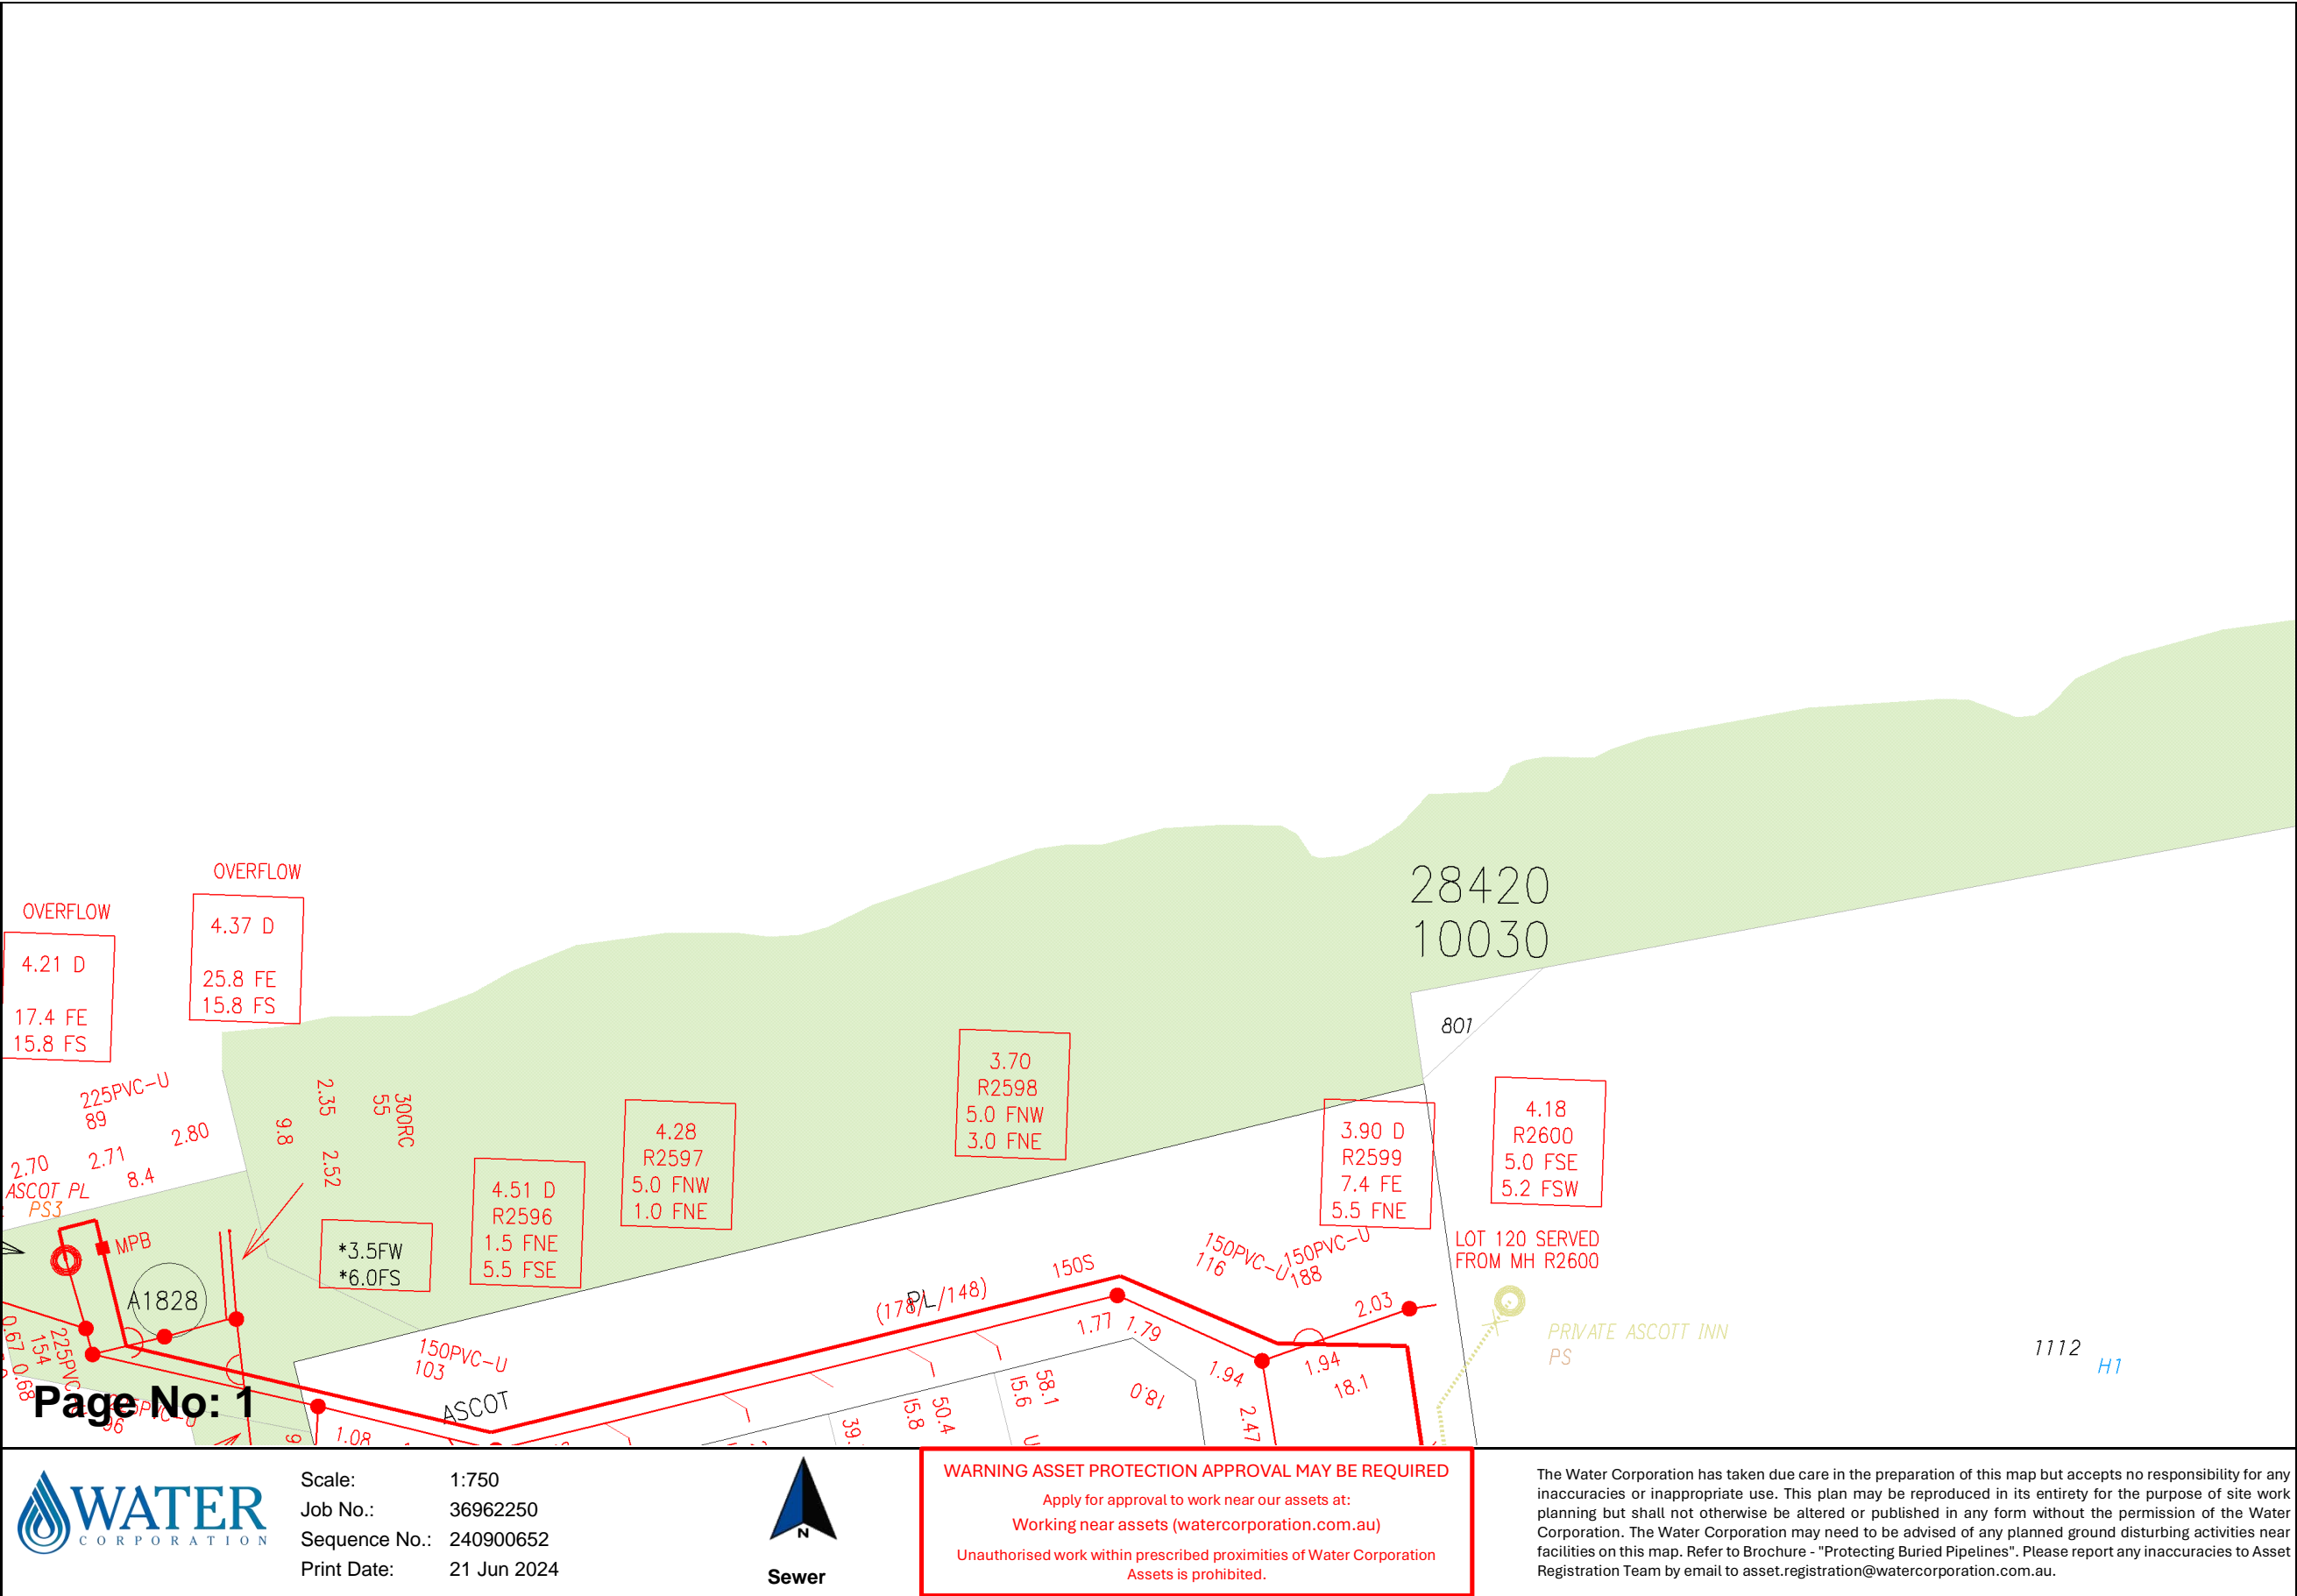 OVERFLOW
4.37 D
25.8 FE
15.8 FS
OVERFLOW
4.21 D
17.4 FE
15.8 FS
28420
10030
801
3.70
R2598
5.0 FNW
3.0 FNE
4.28
R2597
5.0 FNW
1.0 FNE
4.51 D
R2596
1.5 FNE
5.5 FSE
3.90 D
R2599
7.4 FE
5.5 FNE
4.18
R2600
5.0 FSE
5.2 FSW
LOT 120 SERVED
FROM MH R2600
225PVC-U
89
2.80
2.71
2.70
8.4
ASCOT PL
PS3
MPB
A1828
9.8
2.35
2.52
55
300RC
*3.5FW
*6.0FS
150PVC-U
103
ASCOT
PL
(178/ /148)
150S
150PVC-U
116
150PVC-U
188
2.03
1.77
1.79
1.94
1.94
18.1
2.47
18.0
58.1
15.6
50.4
15.8
39.
1.08
0.67
0.68
154
225PVC
96
PRIVATE ASCOTT INN
PS
1112
H1
Page No: 1
WATER
CORPORATION
Scale: 1:750
Job No.: 36962250
Sequence No.: 240900652
Print Date: 21 Jun 2024
N
Sewer
WARNING ASSET PROTECTION APPROVAL MAY BE REQUIRED
Apply for approval to work near our assets at:
Working near assets (watercorporation.com.au)
Unauthorised work within prescribed proximities of Water Corporation
Assets is prohibited.
The Water Corporation has taken due care in the preparation of this map but accepts no responsibility for any
inaccuracies or inappropriate use. This plan may be reproduced in its entirety for the purpose of site work
planning but shall not otherwise be altered or published in any form without the permission of the Water
Corporation. The Water Corporation may need to be advised of any planned ground disturbing activities near
facilities on this map. Refer to Brochure - "Protecting Buried Pipelines". Please report any inaccuracies to Asset
Registration Team by email to asset.registration@watercorporation.com.au.